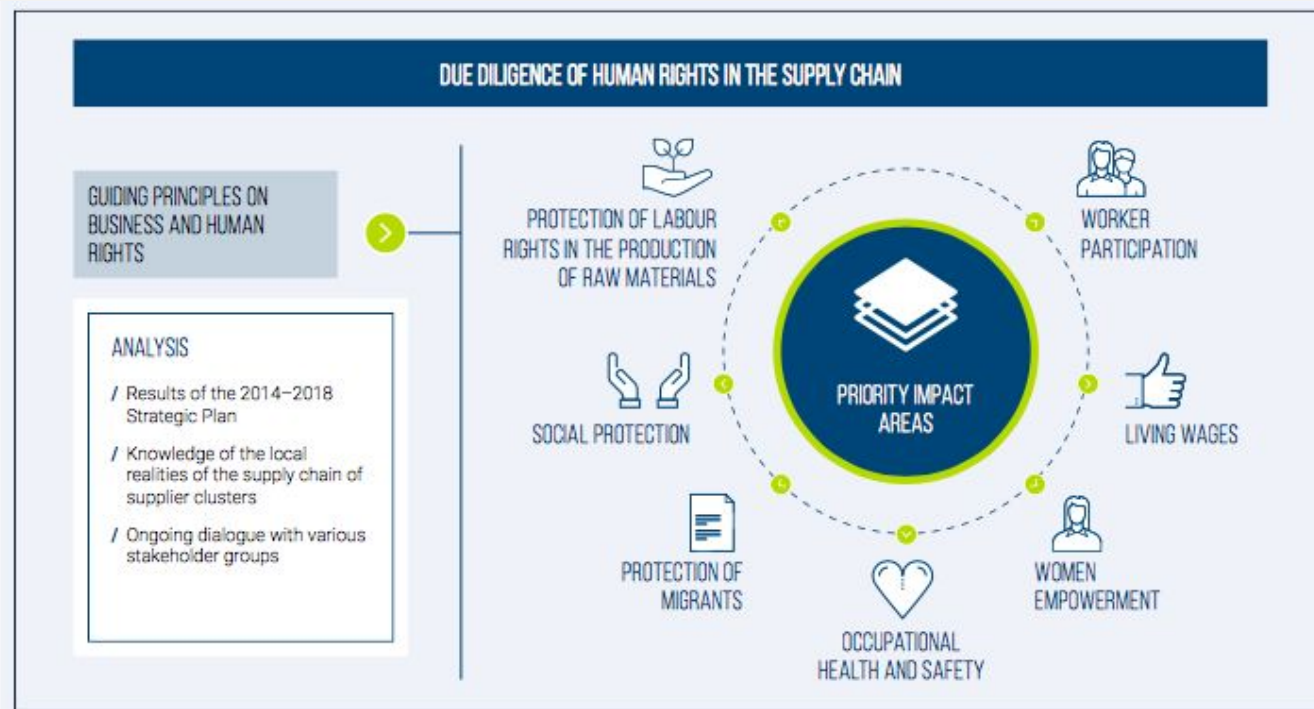 DUE DILIGENCE OF HUMAN RIGHTS IN THE SUPPLY CHAIN
GUIDING PRINCIPLES ON
BUSINESS AND HUMAN
RIGHTS
ANALYSIS
/ Results of the 2014–2018
Strategic Plan
/ Knowledge of the local
realities of the supply chain of
supplier clusters
/ Ongoing dialogue with various
stakeholder groups
PROTECTION OF LABOUR
RIGHTS IN THE PRODUCTION
OF RAW MATERIALS
WORKER
PARTICIPATION
SOCIAL PROTECTION
PRIORITY IMPACT
AREAS
LIVING WAGES
PROTECTION OF
MIGRANTS
WOMEN
EMPOWERMENT
OCCUPATIONAL
HEALTH AND SAFETY